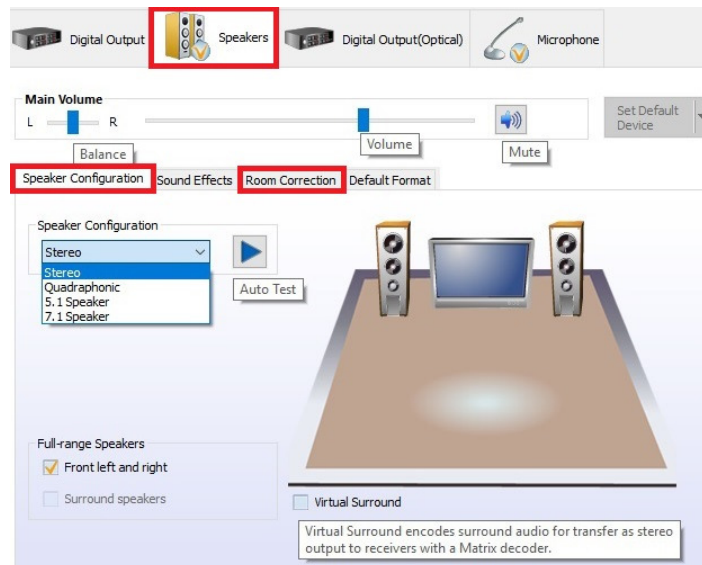 Digital Output
Speakers
Digital Output(Optical)
Microphone
Main Volume
L
R
Set Default
Device
Balance
Volume
Mute
Speaker Configuration
Sound Effects
Room Correction
Default Format
Speaker Configuration
Stereo
Stereo
Quadraphonic
5.1 Speaker
7.1 Speaker
Auto Test
Full-range Speakers
Front left and right
Surround speakers
Virtual Surround
Virtual Surround encodes surround audio for transfer as stereo
output to receivers with a Matrix decoder.